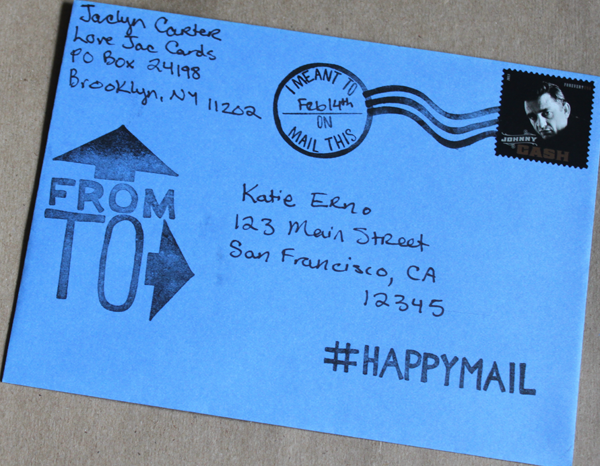 Jaclyn Carter
Love Jac Cards
PO Box 24198
Brooklyn, NY 11202
I MEANT TO
Feb 14th
ON
MAIL THIS
FOREVER
JOHNNY
CASH
FROM
TO
Katie Erno
123 Main Street
San Francisco, CA
12345
#HAPPYMAIL